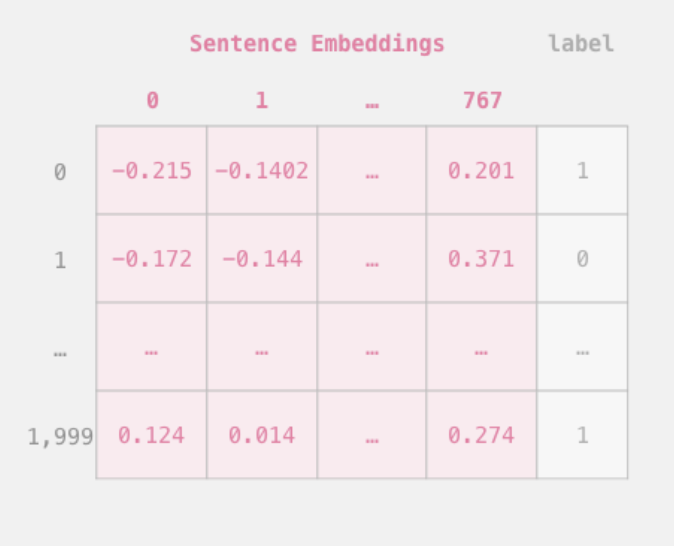 Sentence Embeddings label
0 1 … 767
0 −0.215 −0.1402 … 0.201 1
1 −0.172 −0.144 … 0.371 0
… … … … … …
1,999 0.124 0.014 … 0.274 1